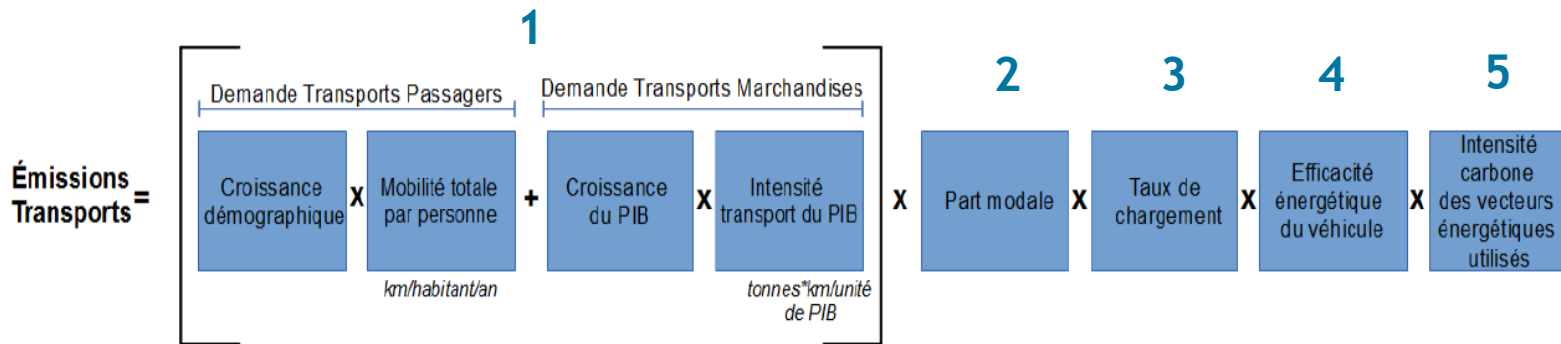 1
2
3
4
5
Demande Transports Passagers
Demande Transports Marchandises
Émissions
Transports
=
Croissance
démographique
x
Mobilité totale
par personne
+
Croissance
du PIB
x
Intensité
transport du PIB
x
Part modale
x
Taux de
chargement
x
Efficacité
énergétique
du véhicule
x
Intensité
carbone
des vecteurs
énergétiques
utilisés
km/habitant/an
tonnes*km/unité
de PIB